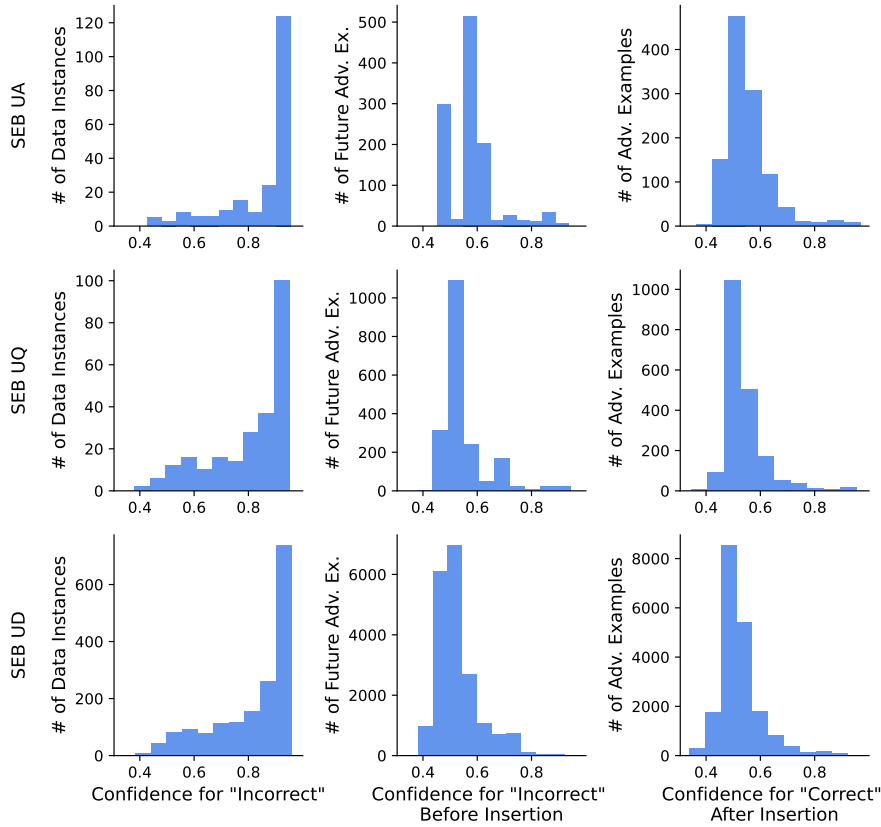 SEB UA
# of Data Instances
120
100
80
60
40
20
0
0.4 0.6 0.8
# of Future Adv. Ex.
500
400
300
200
100
0
0.4 0.6 0.8
# of Adv. Examples
400
300
200
100
0
0.4 0.6 0.8
SEB UQ
# of Data Instances
100
80
60
40
20
0
0.4 0.6 0.8
# of Future Adv. Ex.
1000
800
600
400
200
0
0.4 0.6 0.8
# of Adv. Examples
1000
800
600
400
200
0
0.4 0.6 0.8
SEB UD
# of Data Instances
600
400
200
0
0.4 0.6 0.8
Confidence for "Incorrect"
# of Future Adv. Ex.
6000
4000
2000
0
0.4 0.6 0.8
Confidence for "Incorrect"
Before Insertion
# of Adv. Examples
8000
6000
4000
2000
0
0.4 0.6 0.8
Confidence for "Correct"
After Insertion